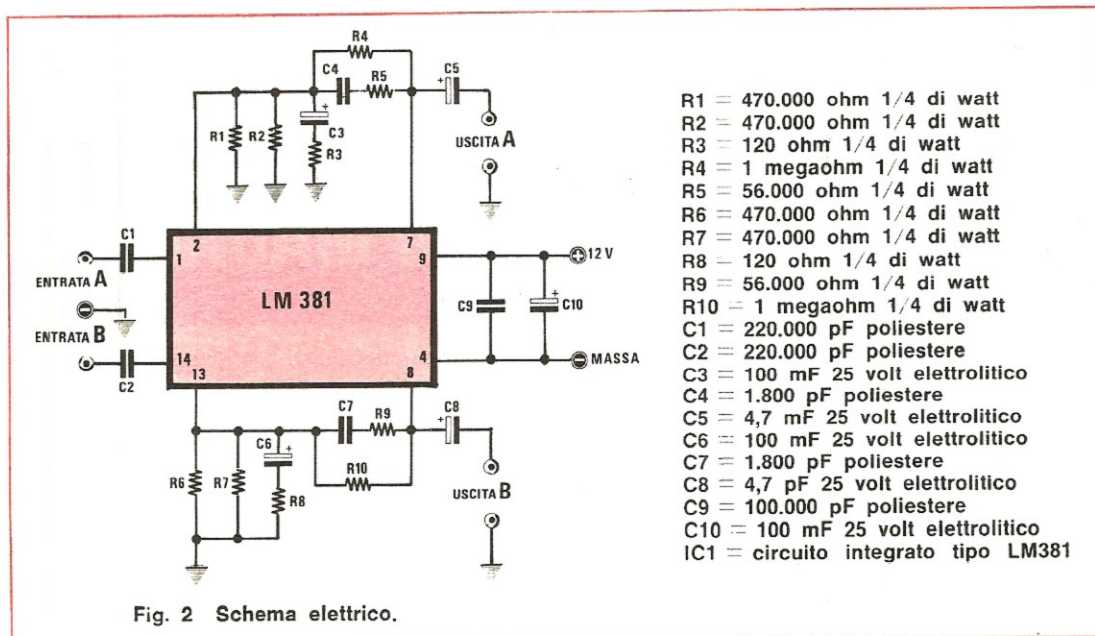 R4
C4
R5
C5
+
R1
R2
+
C3
R3
USCITA A
C1
ENTRATA A
ENTRATA B
C2
2
7
1
9
LM 381
14
4
13
8
12 V
C9
+
C10
MASSA
C7
R9
C8
+
C6
+
R10
R6
R7
R8
USCITA B
R1 = 470.000 ohm 1/4 di watt
R2 = 470.000 ohm 1/4 di watt
R3 = 120 ohm 1/4 di watt
R4 = 1 megaohm 1/4 di watt
R5 = 56.000 ohm 1/4 di watt
R6 = 470.000 ohm 1/4 di watt
R7 = 470.000 ohm 1/4 di watt
R8 = 120 ohm 1/4 di watt
R9 = 56.000 ohm 1/4 di watt
R10 = 1 megaohm 1/4 di watt
C1 = 220.000 pF poliestere
C2 = 220.000 pF poliestere
C3 = 100 mF 25 volt elettrolitico
C4 = 1.800 pF poliestere
C5 = 4,7 mF 25 volt elettrolitico
C6 = 100 mF 25 volt elettrolitico
C7 = 1.800 pF poliestere
C8 = 4,7 pF 25 volt elettrolitico
C9 = 100.000 pF poliestere
C10 = 100 mF 25 volt elettrolitico
IC1 = circuito integrato tipo LM381
Fig. 2 Schema elettrico.